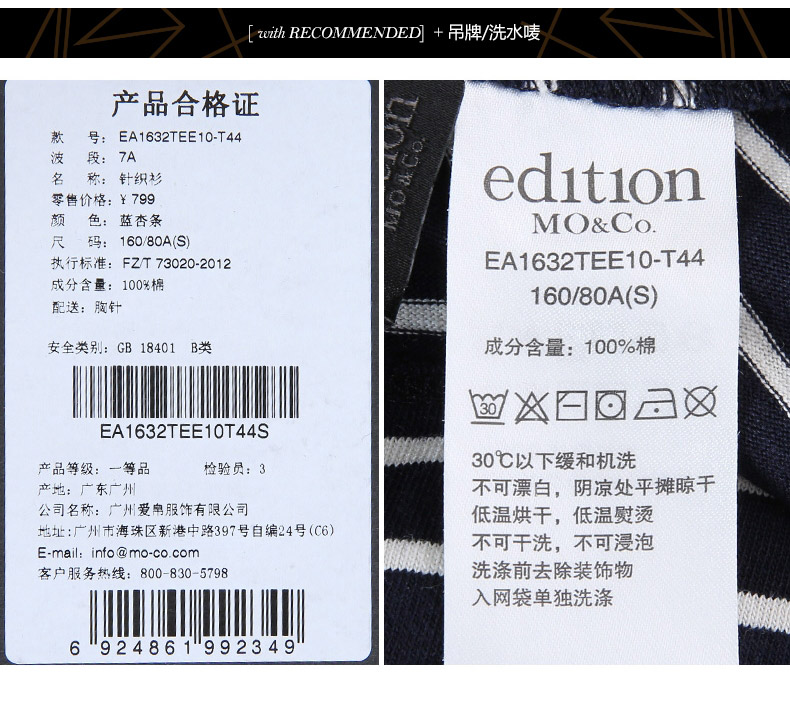 [ with RECOMMENDED] + 吊牌/洗水唛
产品合格证
款 号: EA1632TEE10-T44
波 段: 7A
名 称: 针织衫
零售价格: ¥ 799
颜 色: 蓝杏条
尺 码: 160/80A(S)
执行标准: FZ/T 73020-2012
成分含量: 100%棉
配送: 胸针
安全类别: GB 18401 B类
EA1632TEE10T44S
产品等级: 一等品 检验员: 3
产地: 广东广州
公司名称: 广州爱帛服饰有限公司
地址:广州市海珠区新港中路397号自编24号(C6)
E-mail: info@mo-co.com
客户服务热线: 800-830-5798
6 924861 992349
MO&Co.
edition
MO&Co.
EA1632TEE10-T44
160/80A(S)
成分含量: 100%棉
30
30℃以下缓和机洗
不可漂白, 阴凉处平摊晾干
低温烘干, 低温熨烫
不可干洗, 不可浸泡
洗涤前去除装饰物
入网袋单独洗涤